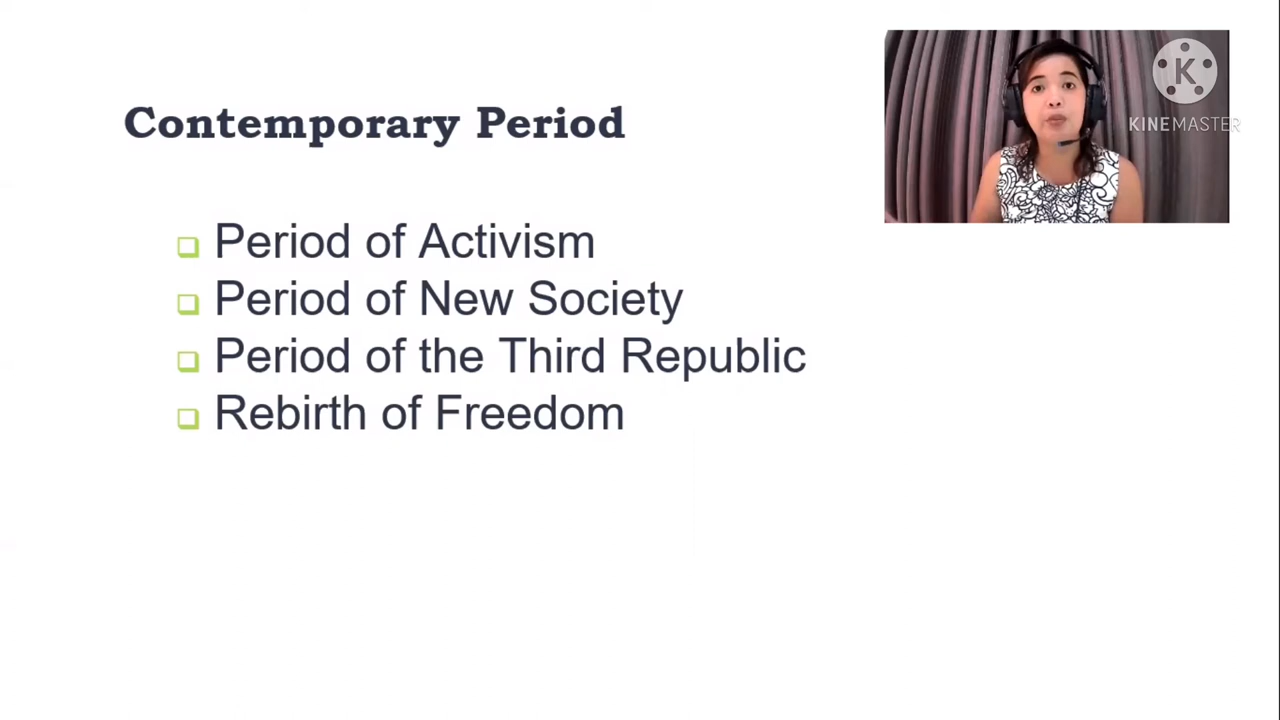 Contemporary Period
K
KINEMASTER
Period of Activism
Period of New Society
Period of the Third Republic
Rebirth of Freedom